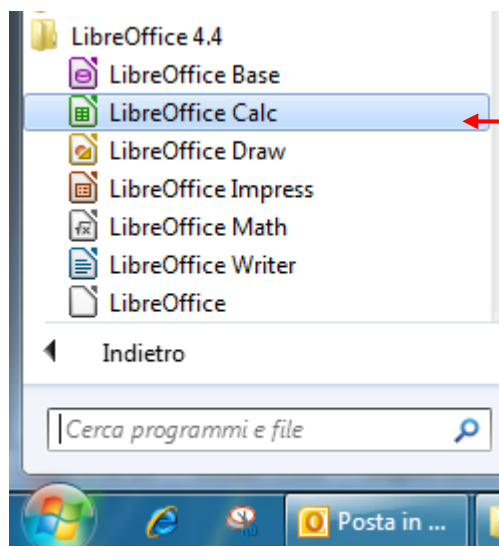 LibreOffice 4.4
LibreOffice Base
LibreOffice Calc
LibreOffice Draw
LibreOffice Impress
LibreOffice Math
LibreOffice Writer
LibreOffice
Indietro
Cerca programmi e file
Posta in ...